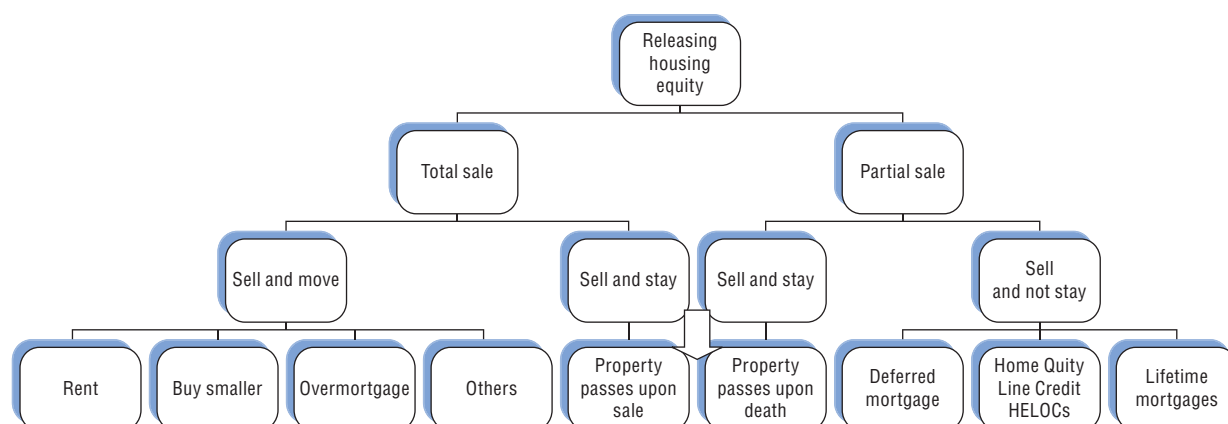 Releasing
housing
equity
Total sale
Partial sale
Sell and move
Sell and stay
Sell and stay
Sell
and not stay
Rent
Buy smaller
Overmortgage
Others
Property
passes upon
sale
Property
passes upon
death
Deferred
mortgage
Home Quity
Line Credit
HELOCs
Lifetime
mortgages